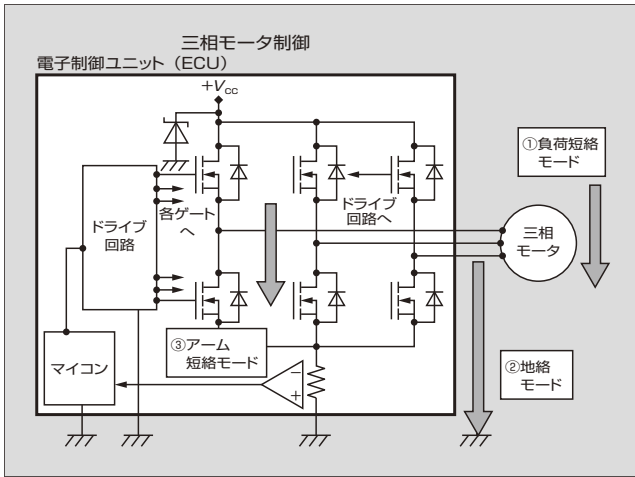 三相モータ制御
電子制御ユニット（ECU）
+Vcc
①負荷短絡
モード
各ゲート
へ
ドライブ
回路へ
ドライブ
回路
三相
モータ
③アーム
短絡モード
マイコン
−
+
②地絡
モード